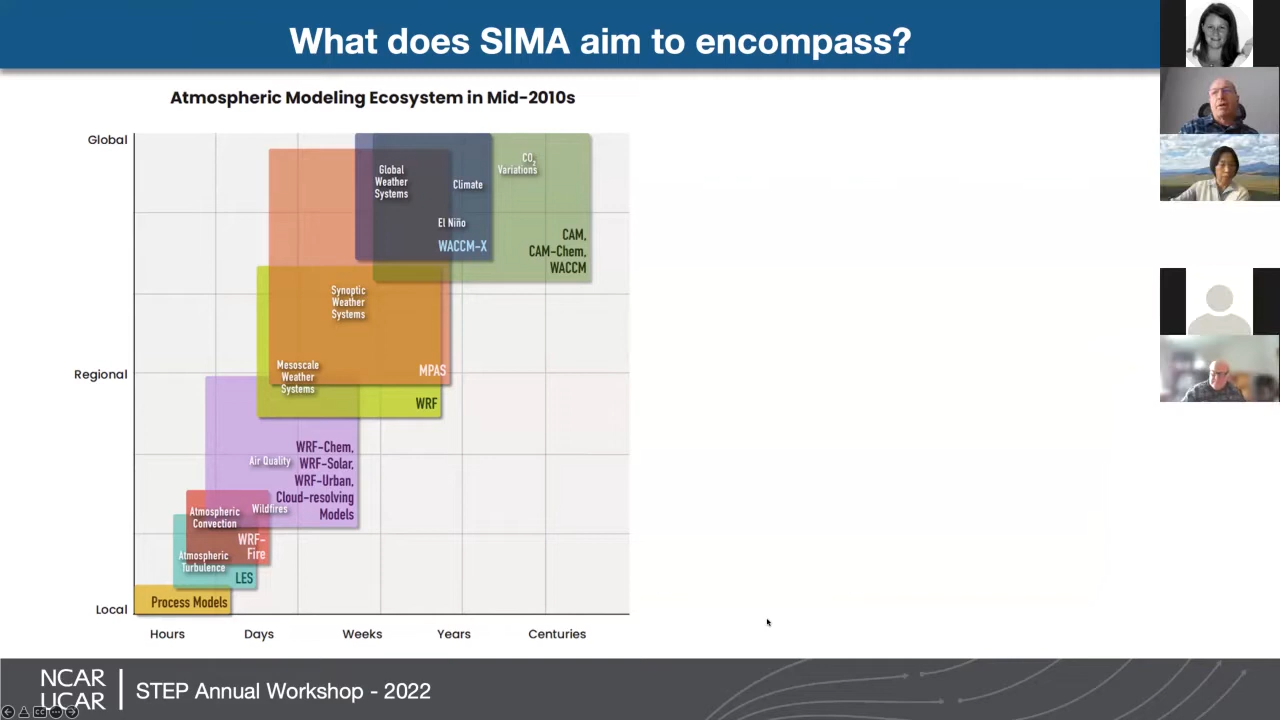 What does SIMA aim to encompass?
Atmospheric Modeling Ecosystem in Mid-2010s
Global
Regional
Local
Global
Weather
Systems
Climate
El Niño
WACCM-X
CO2
Variations
CAM,
CAM-Chem,
WACCM
Synoptic
Weather
Systems
MPAS
Mesoscale
Weather
Systems
WRF
Air Quality
WRF-Chem,
WRF-Solar,
WRF-Urban,
Cloud-resolving
Models
Wildfires
Atmospheric
Convection
WRF-
Fire
Atmospheric
Turbulence
LES
Process Models
Hours
Days
Weeks
Years
Centuries
NCAR
UCAR
STEP Annual Workshop - 2022